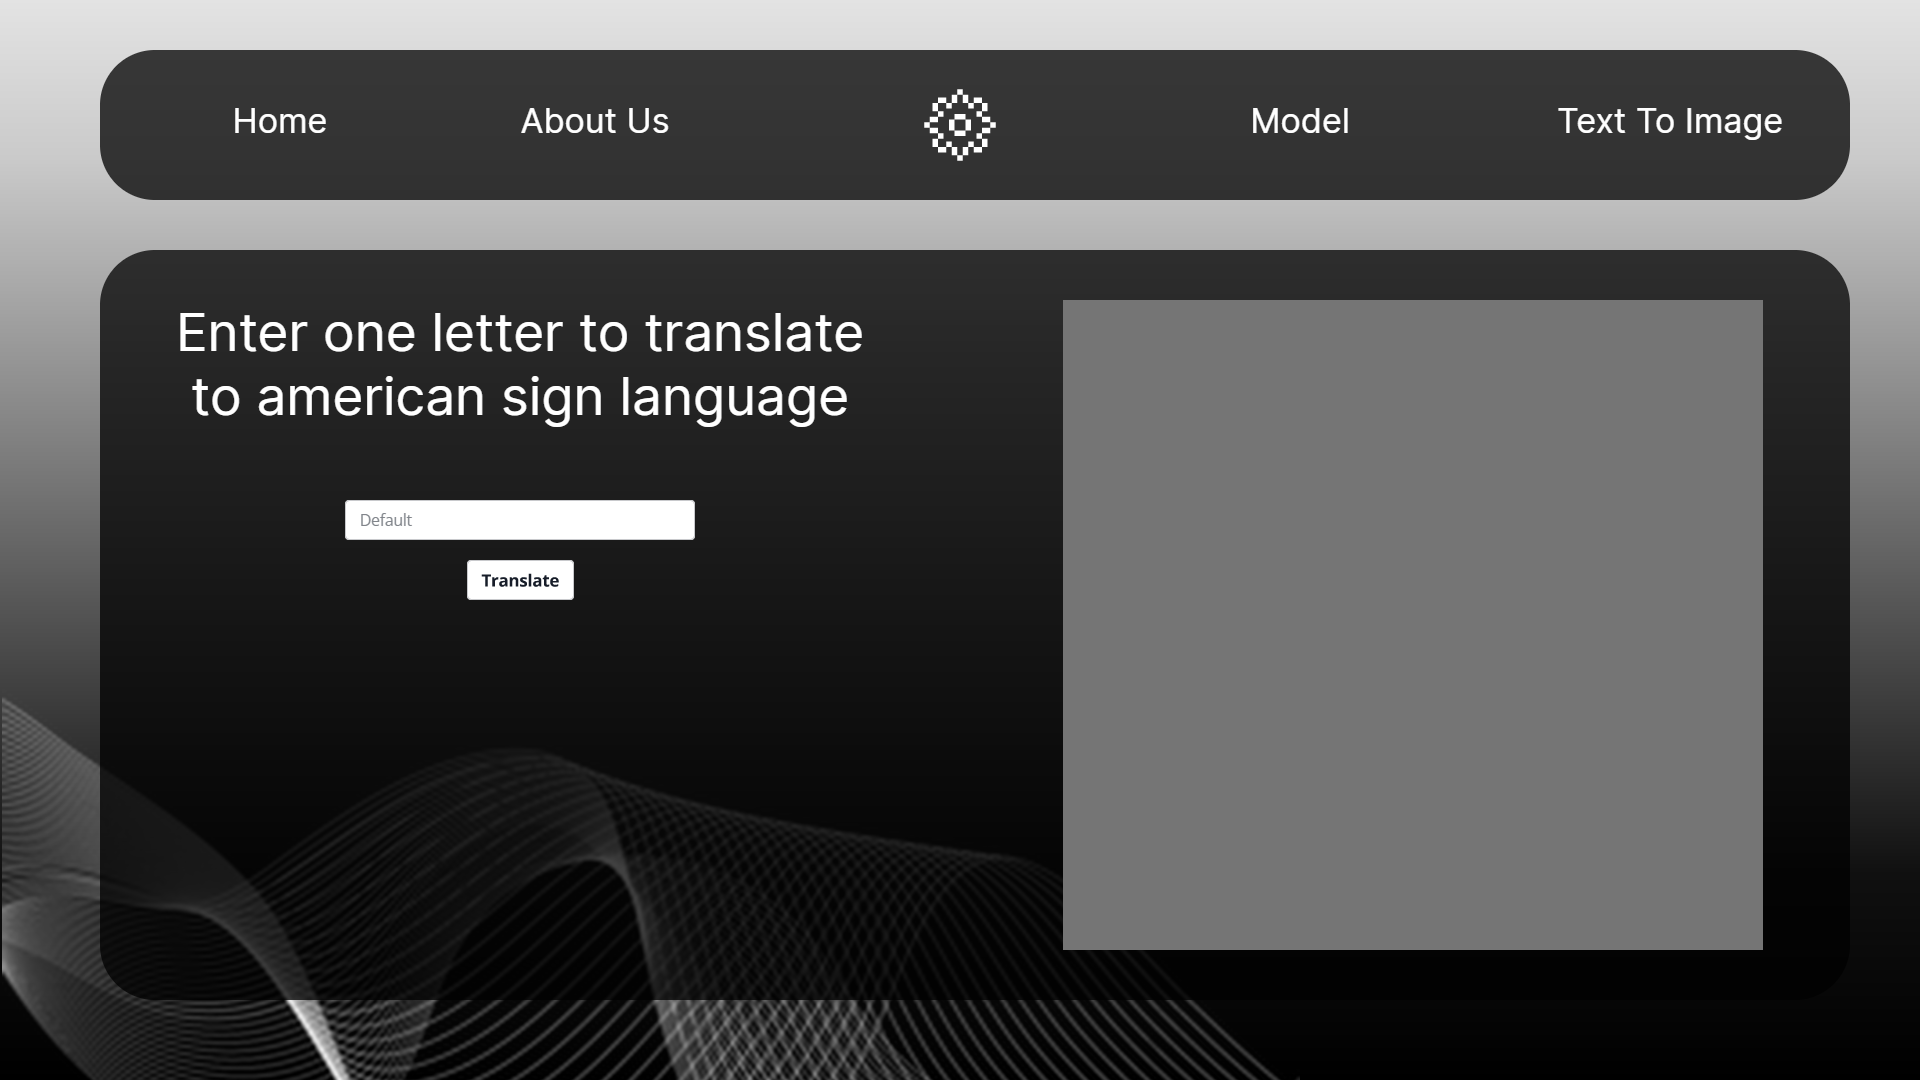 Home
About Us
Model
Text To Image
Enter one letter to translate
to american sign language
Default
Translate